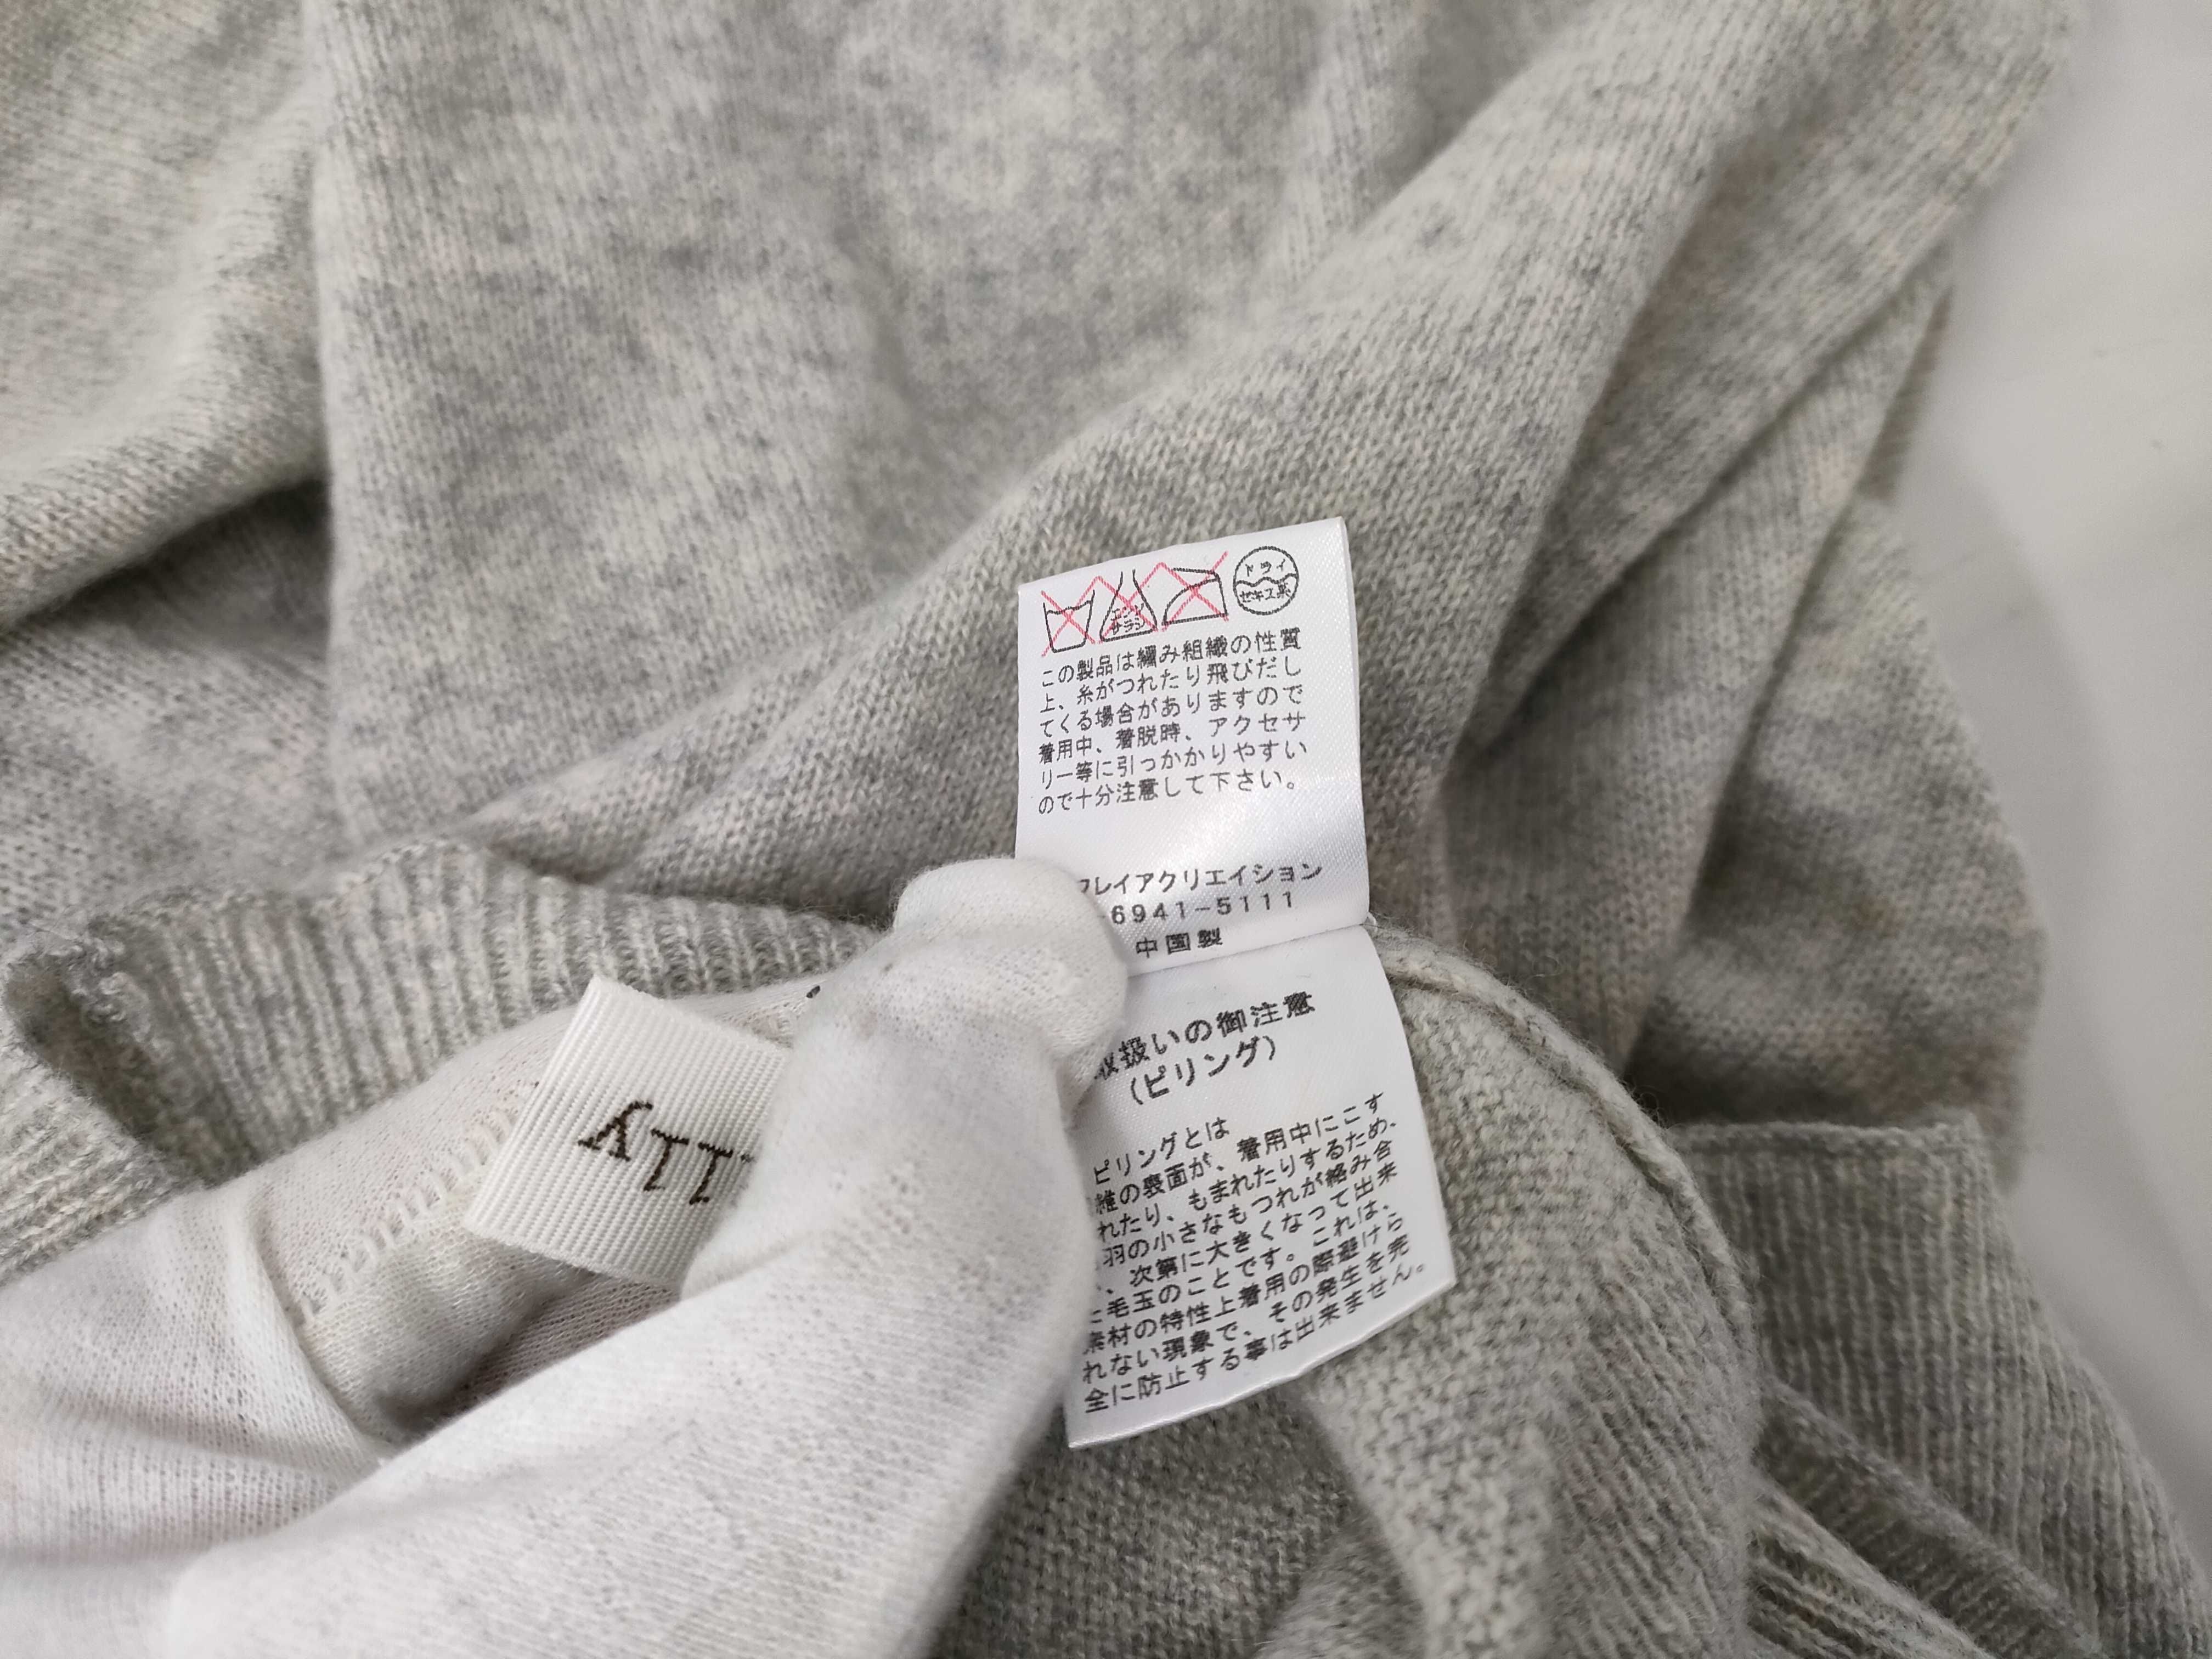 エンソ
サラシ
ドライ
セキユ系
この製品は編み組織の性質
上、糸がつれたり飛びだし
てくる場合がありますので
着用中、着脱時、アクセサ
リー等に引っかかりやすい
ので十分注意して下さい。
フレイアクリエイション
-6941-5111
中国製
取扱いの御注意
(ピリング)
ピリングとは
維の表面が、着用中にこす
れたり、もまれたりするため、
羽の小さなもつれが絡み合
、次第に大きくなって出来
た毛玉のことです。これは、
素材の特性上着用の際避けら
れない現象で、その発生を完
全に防止する事は出来ません。